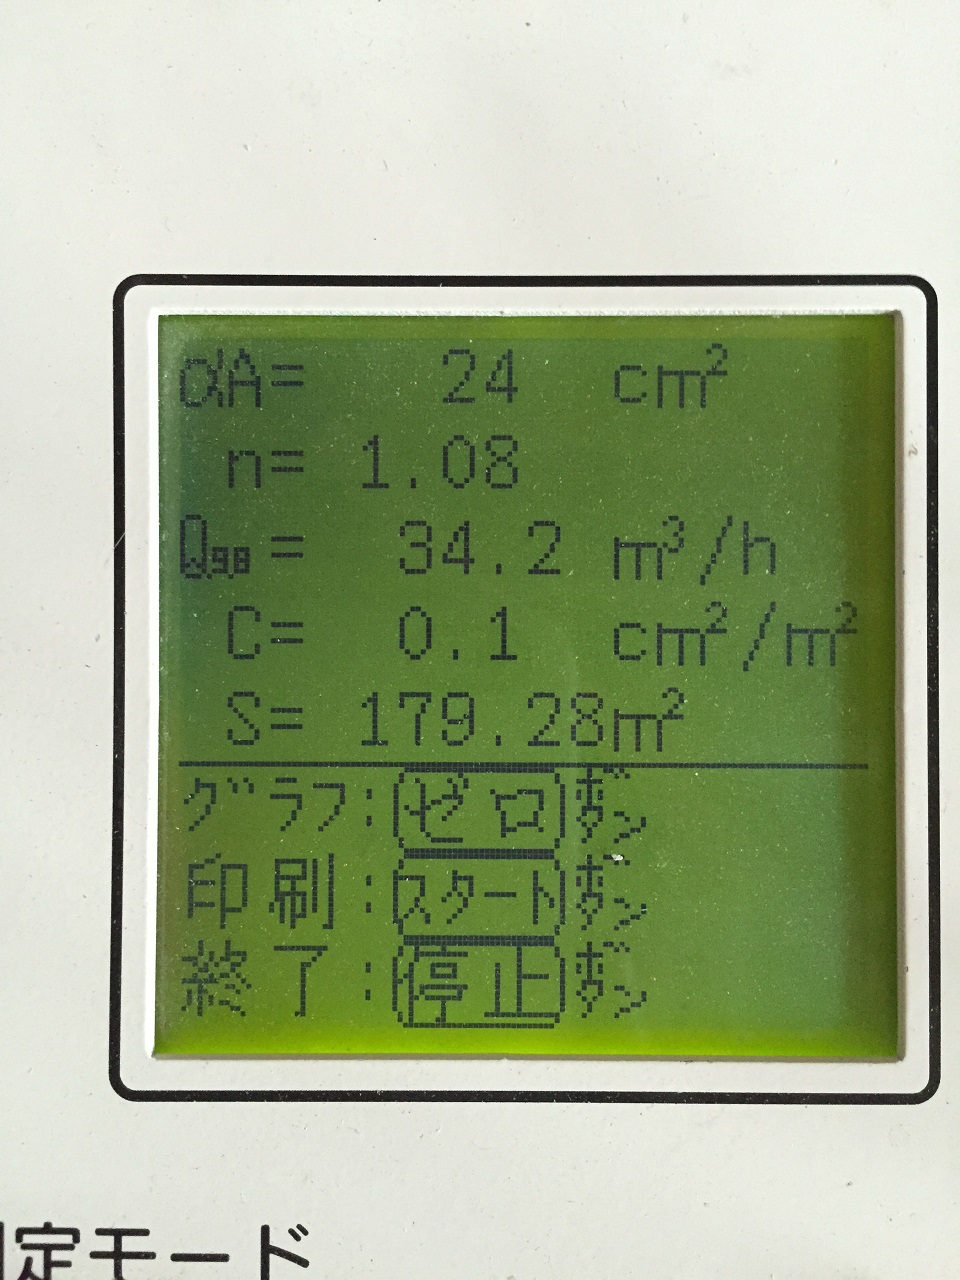 αA= 24 cm²
n= 1.08
Q₉₈= 34.2 m³/h
C= 0.1 cm²/m²
S= 179.28m²
グラフ:ゼロボタン
印刷:スタートボタン
終了:停止ボタン
定モード